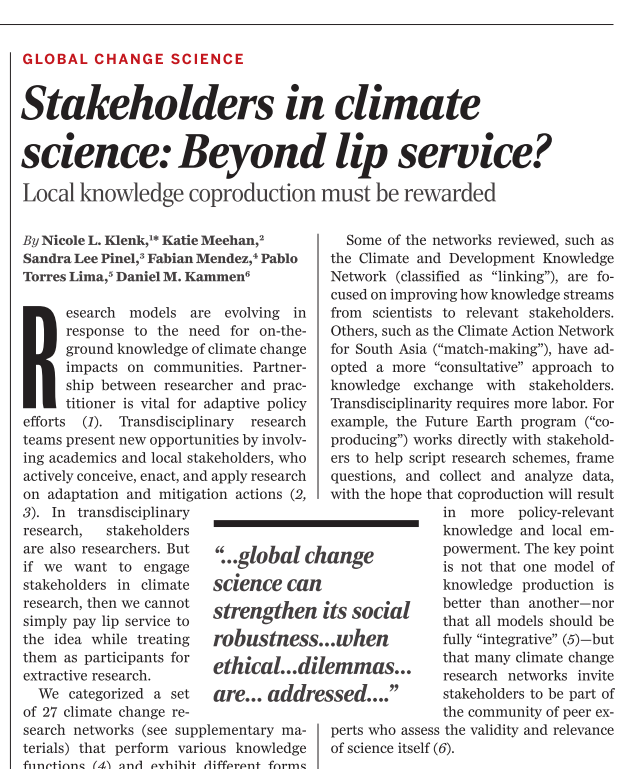 GLOBAL CHANGE SCIENCE
Stakeholders in climate
science: Beyond lip service?
Local knowledge coproduction must be rewarded
By Nicole L. Klenk,¹* Katie Meehan,²
Sandra Lee Pinel,³ Fabian Mendez,⁴ Pablo
Torres Lima,⁵ Daniel M. Kammen⁶
Research models are evolving in
response to the need for on-the-
ground knowledge of climate change
impacts on communities. Partner-
ship between researcher and prac-
titioner is vital for adaptive policy
efforts (1). Transdisciplinary research
teams present new opportunities by involv-
ing academics and local stakeholders, who
actively conceive, enact, and apply research
on adaptation and mitigation actions (2,
3). In transdisciplinary
research, stakeholders
are also researchers. But
if we want to engage
stakeholders in climate
research, then we cannot
simply pay lip service to
the idea while treating
them as participants for
extractive research.
We categorized a set
of 27 climate change re-
search networks (see supplementary ma-
terials) that perform various knowledge
functions (4) and exhibit different forms
“...global change
science can
strengthen its social
robustness...when
ethical...dilemmas...
are... addressed....”
Some of the networks reviewed, such as
the Climate and Development Knowledge
Network (classified as “linking”), are fo-
cused on improving how knowledge streams
from scientists to relevant stakeholders.
Others, such as the Climate Action Network
for South Asia (“match-making”), have ad-
opted a more “consultative” approach to
knowledge exchange with stakeholders.
Transdisciplinarity requires more labor. For
example, the Future Earth program (“co-
producing”) works directly with stakehold-
ers to help script research schemes, frame
questions, and collect and analyze data,
with the hope that coproduction will result
in more policy-relevant
knowledge and local em-
powerment. The key point
is not that one model of
knowledge production is
better than another—nor
that all models should be
fully “integrative” (5)—but
that many climate change
research networks invite
stakeholders to be part of
the community of peer ex-
perts who assess the validity and relevance
of science itself (6).